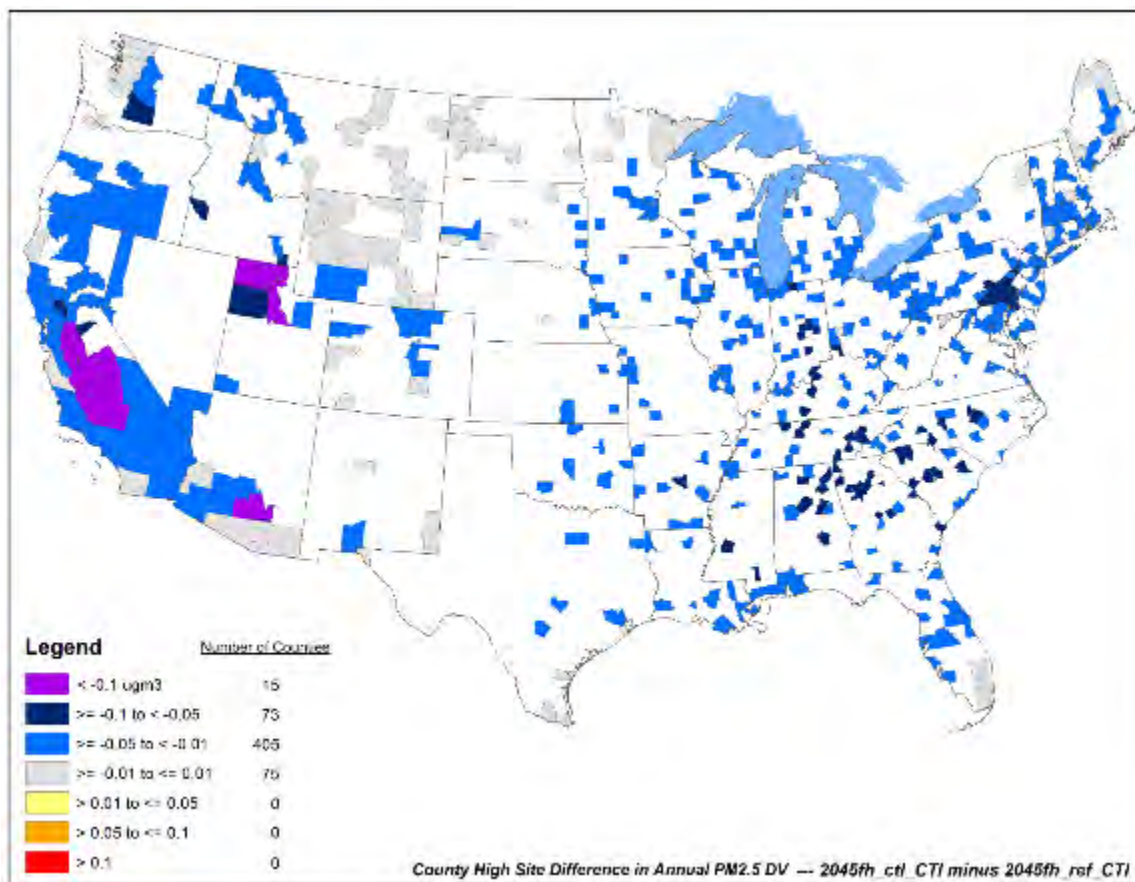 Legend Number of Counties
< -0.1 ugm3 15
>= -0.1 to < -0.05 73
>= -0.05 to < -0.01 405
>= -0.01 to <= 0.01 75
> 0.01 to <= 0.05 0
> 0.05 to <= 0.1 0
> 0.1 0
County High Site Difference in Annual PM2.5 DV --- 2045fh_ctl_CTI minus 2045fh_ref_CTI